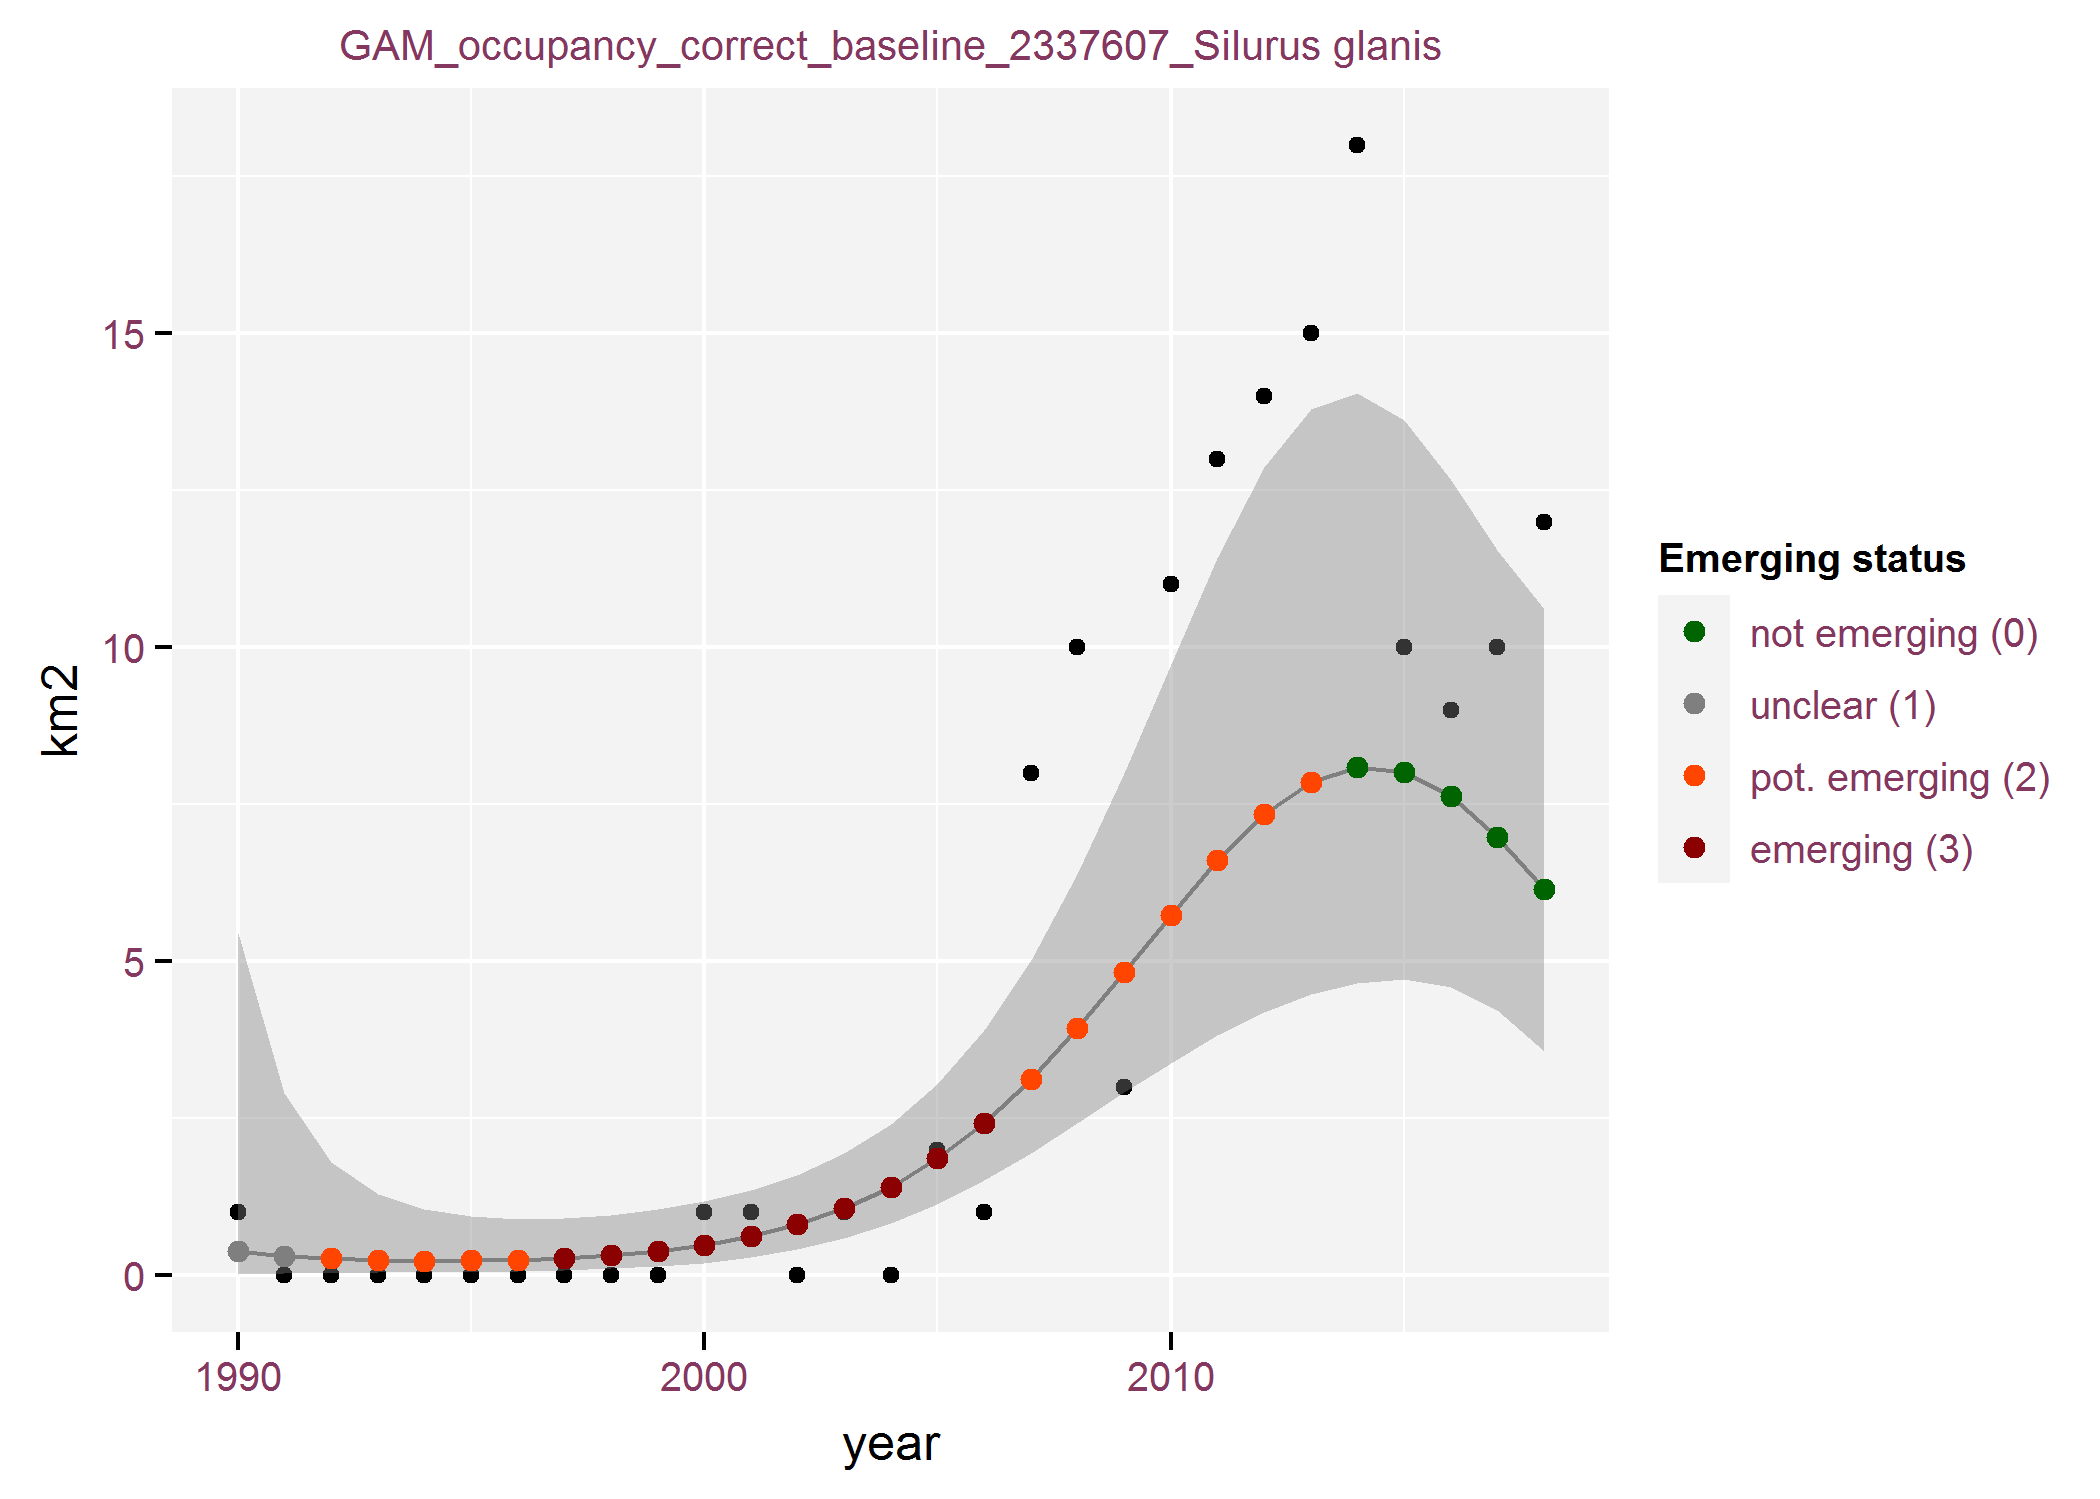 GAM_occupancy_correct_baseline_2337607_Silurus glanis
15
10
5
0
km2
1990 2000 2010
year
Emerging status
not emerging (0)
unclear (1)
pot. emerging (2)
emerging (3)